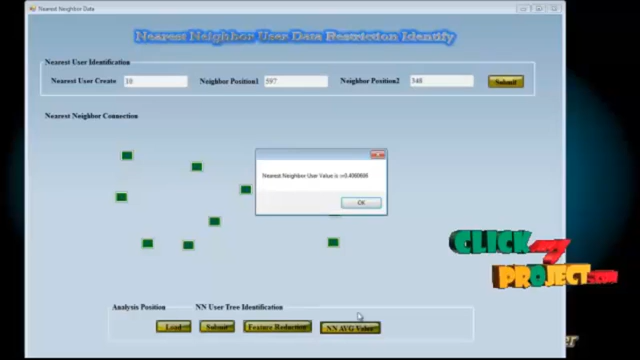 Nearest Neighbor Data
Nearest Neighbor User Data Restriction Identify
Nearest User Identification
Nearest User Create 10 Neighbor Position1 597 Neighbor Position2 346 Submit
Nearest Neighbor Connection
Nearest Neighbor User Value is
OK
CLICK
PROJECT.com
Analysis Position NN User Tree Identification
Load Submit Feature Reduction NN AVG Value